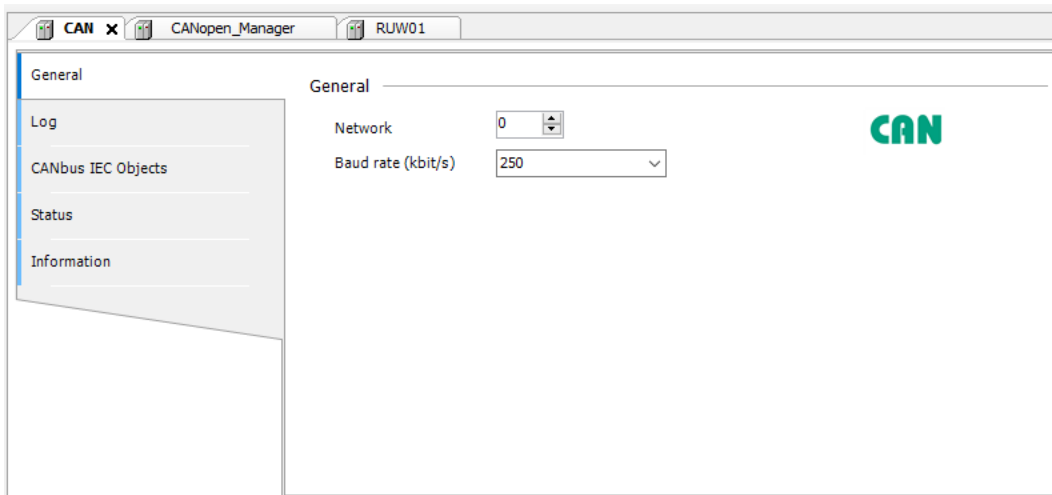 CAN CANopen_Manager RUW01
General
Log
CANbus IEC Objects
Status
Information
General
Network 0
Baud rate (kbit/s) 250
CAN